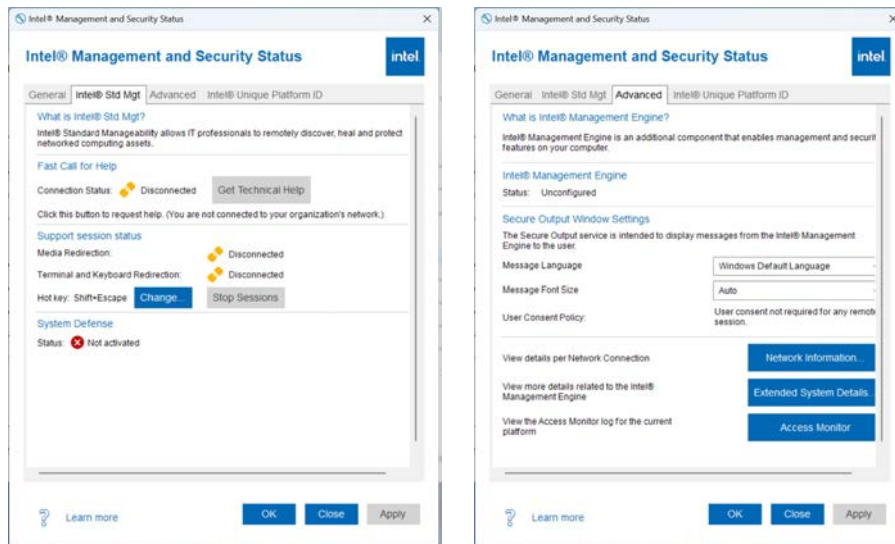 Intel® Management and Security Status
Intel® Management and Security Status
intel.
General Intel® Std Mgt Advanced Intel® Unique Platform ID
What is Intel® Std Mgt?
Intel® Standard Manageability allows IT professionals to remotely discover, heal and protect
networked computing assets.
Fast Call for Help
Connection Status: Disconnected Get Technical Help
Click this button to request help. (You are not connected to your organization's network.)
Support session status
Media Redirection: Disconnected
Terminal and Keyboard Redirection: Disconnected
Hot key: Shift+Escape Change... Stop Sessions
System Defense
Status: Not activated
Learn more OK Close Apply
Intel® Management and Security Status
Intel® Management and Security Status
intel.
General Intel® Std Mgt Advanced Intel® Unique Platform ID
What is Intel® Management Engine?
Intel® Management Engine is an additional component that enables management and securit
features on your computer.
Intel® Management Engine
Status: Unconfigured
Secure Output Window Settings
The Secure Output service is intended to display messages from the Intel® Management
Engine to the user.
Message Language Windows Default Language
Message Font Size Auto
User Consent Policy: User consent not required for any remote
session.
View details per Network Connection Network Information...
View more details related to the Intel®
Management Engine Extended System Details...
View the Access Monitor log for the current
platform Access Monitor
Learn more OK Close Apply